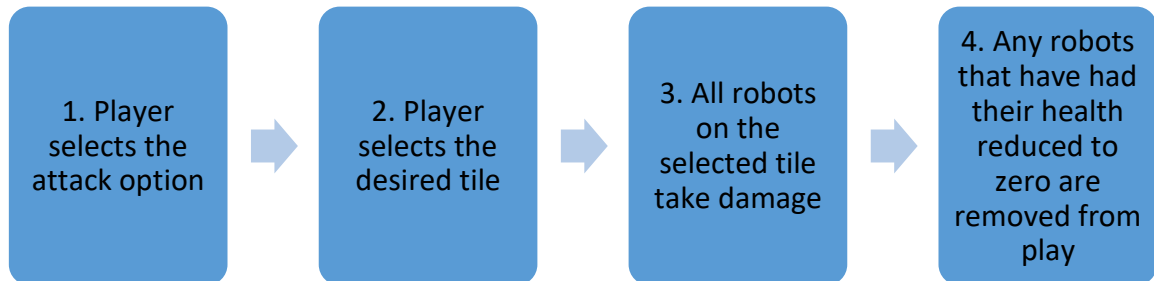 1. Player
selects the
attack option
2. Player
selects the
desired tile
3. All robots
on the
selected tile
take damage
4. Any robots
that have had
their health
reduced to
zero are
removed from
play